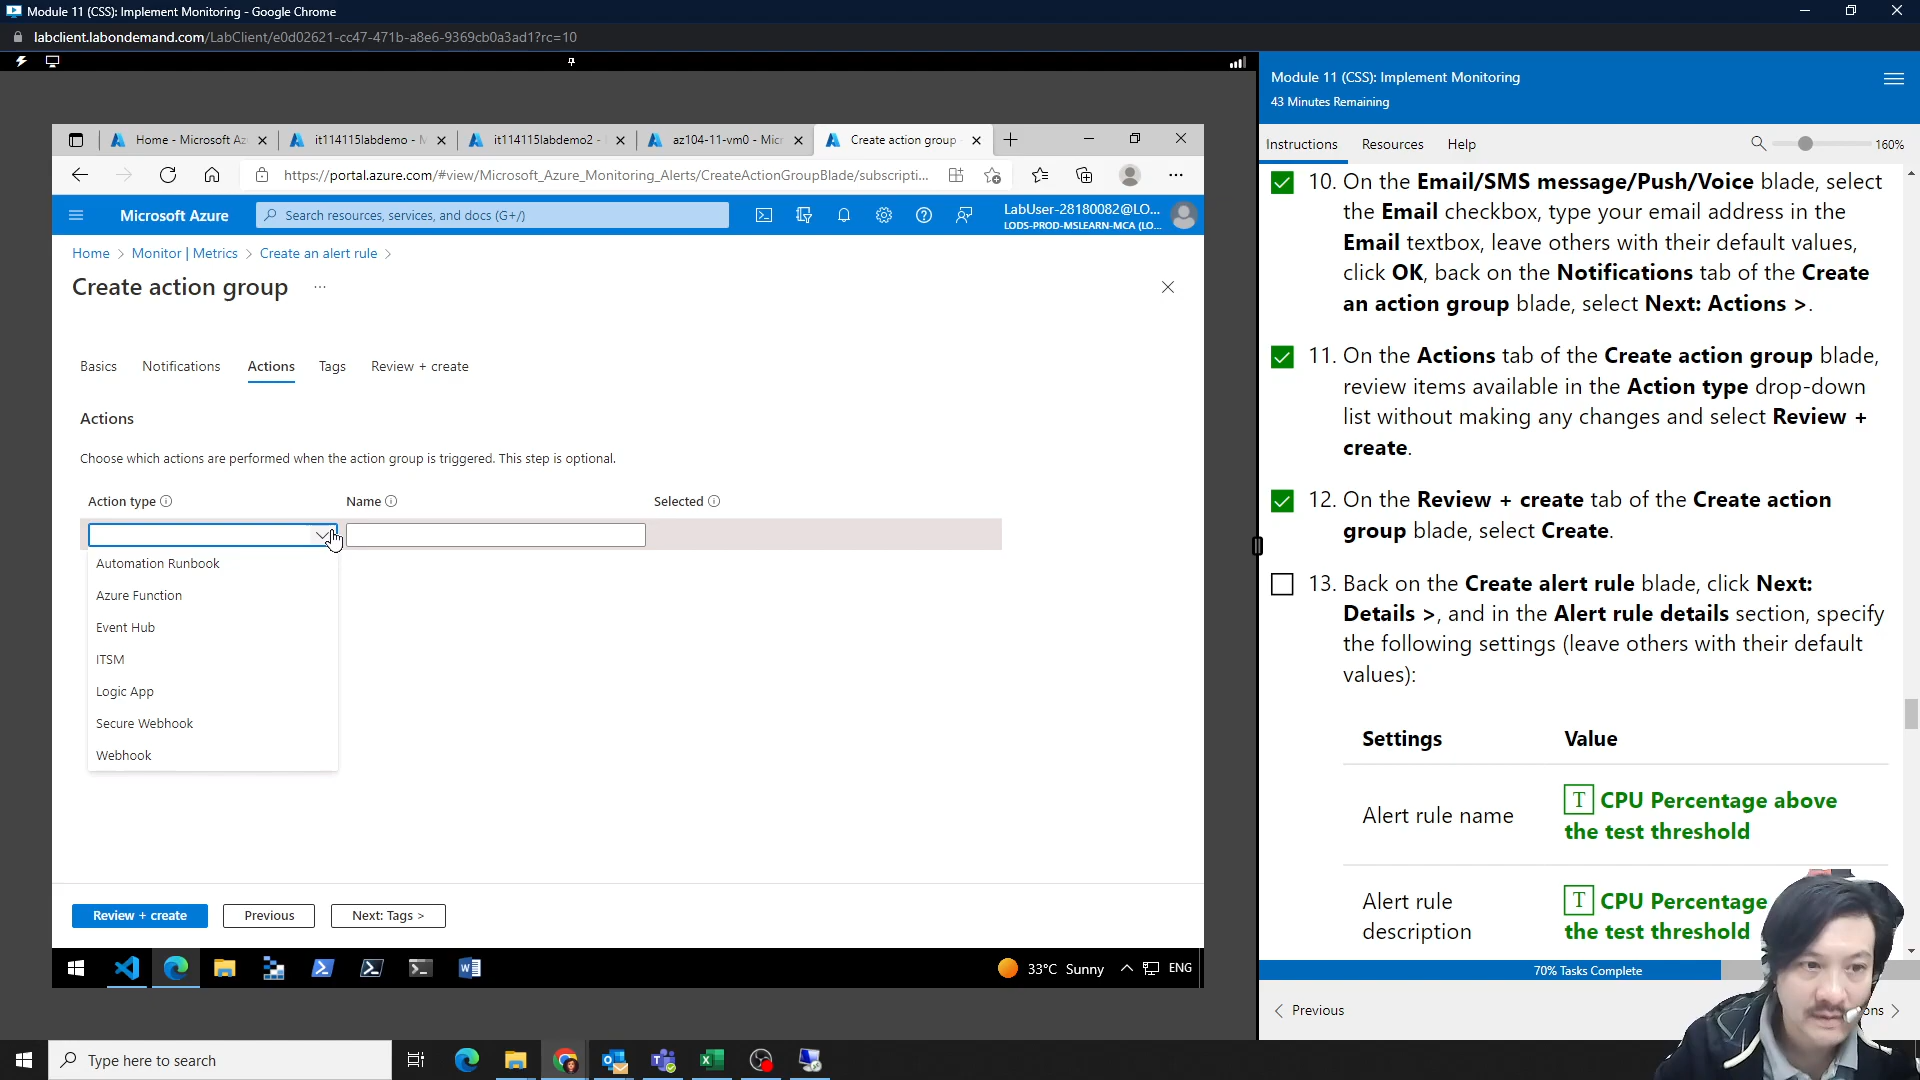 Module 11 (CSS): Implement Monitoring - Google Chrome
labclient.labondemand.com/LabClient/e0d02621-cc47-471b-a8e6-9369cb0a3ad1?rc=10
Module 11 (CSS): Implement Monitoring
43 Minutes Remaining
Instructions Resources Help 160%
Home - Microsoft Az
it114115labdemo - M
it114115labdemo2 -
az104-11-vm0 - Micr
Create action group
https://portal.azure.com/#view/Microsoft_Azure_Monitoring_Alerts/CreateActionGroupBlade/subscripti...
Microsoft Azure
Search resources, services, and docs (G+/)
LabUser-28180082@LO...
LODS-PROD-MSLEARN-MCA (LO...
Home > Monitor | Metrics > Create an alert rule >
Create action group ...
Basics Notifications Actions Tags Review + create
Actions
Choose which actions are performed when the action group is triggered. This step is optional.
Action type Name Selected
Automation Runbook
Azure Function
Event Hub
ITSM
Logic App
Secure Webhook
Webhook
Review + create Previous Next: Tags >
33°C Sunny ENG
10. On the Email/SMS message/Push/Voice blade, select
the Email checkbox, type your email address in the
Email textbox, leave others with their default values,
click OK, back on the Notifications tab of the Create
an action group blade, select Next: Actions >.
11. On the Actions tab of the Create action group blade,
review items available in the Action type drop-down
list without making any changes and select Review +
create.
12. On the Review + create tab of the Create action
group blade, select Create.
13. Back on the Create alert rule blade, click Next:
Details >, and in the Alert rule details section, specify
the following settings (leave others with their default
values):
Settings Value
Alert rule name
T CPU Percentage above
the test threshold
Alert rule
description
T CPU Percentage
the test threshold
70% Tasks Complete
< Previous
ons >
Type here to search